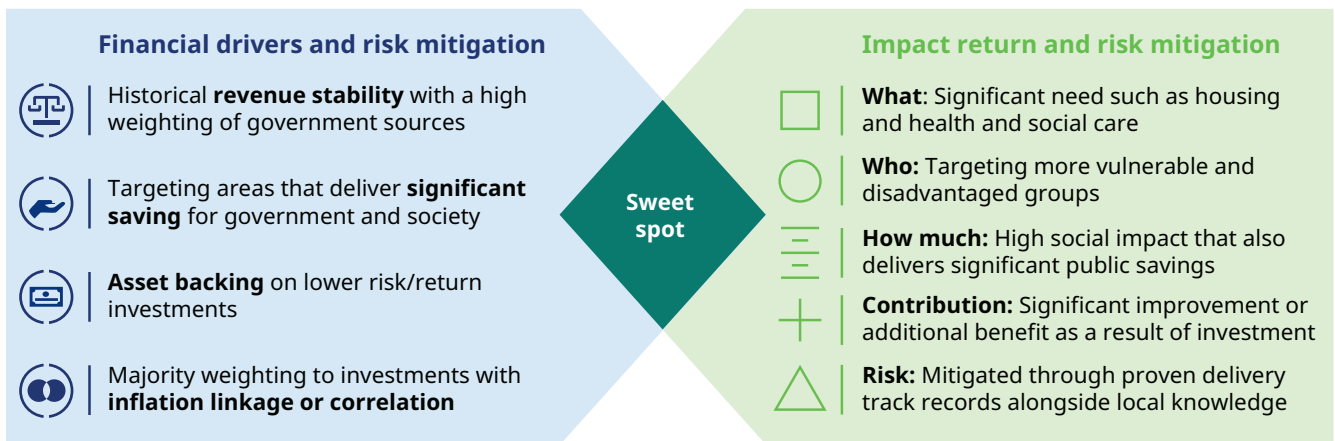 Financial drivers and risk mitigation
Historical revenue stability with a high
weighting of government sources
Targeting areas that deliver significant
saving for government and society
Asset backing on lower risk/return
investments
Majority weighting to investments with
inflation linkage or correlation
Sweet
spot
Impact return and risk mitigation
What: Significant need such as housing
and health and social care
Who: Targeting more vulnerable and
disadvantaged groups
How much: High social impact that also
delivers significant public savings
Contribution: Significant improvement or
additional benefit as a result of investment
Risk: Mitigated through proven delivery
track records alongside local knowledge